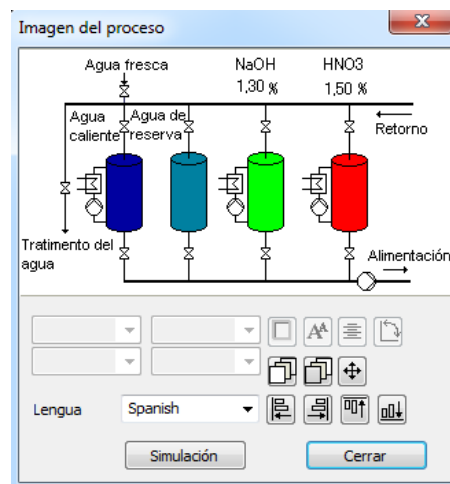 Imagen del proceso
Agua fresca
NaOH
HNO3
1,30 %
1,50 %
Agua
caliente
Agua de
reserva
Retorno
Tratimento del
agua
Alimentación
Lengua
Spanish
Simulación
Cerrar